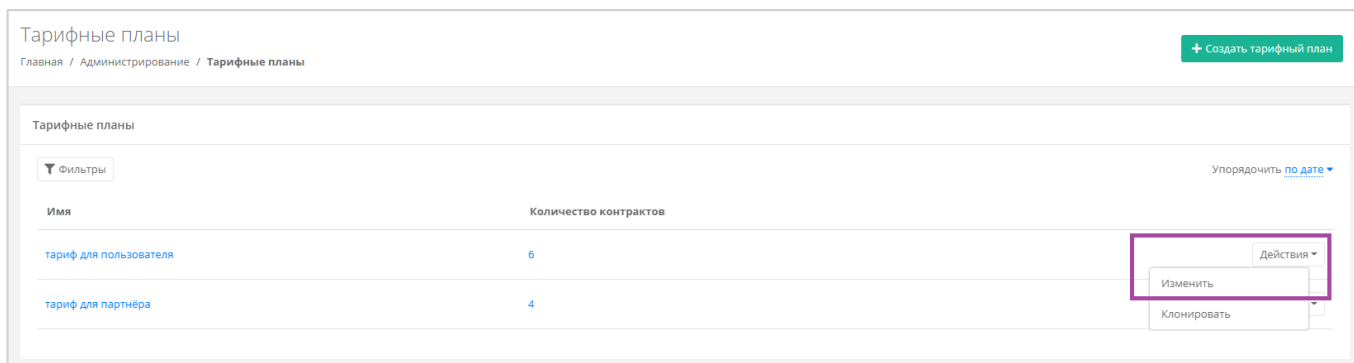 Тарифные планы
Главная / Администрирование / Тарифные планы
+ Создать тарифный план
Тарифные планы
Фильтры
Упорядочить по дате
Имя Количество контрактов
тариф для пользователя 6 Действия
Изменить
тариф для партнёра 4
Клонировать